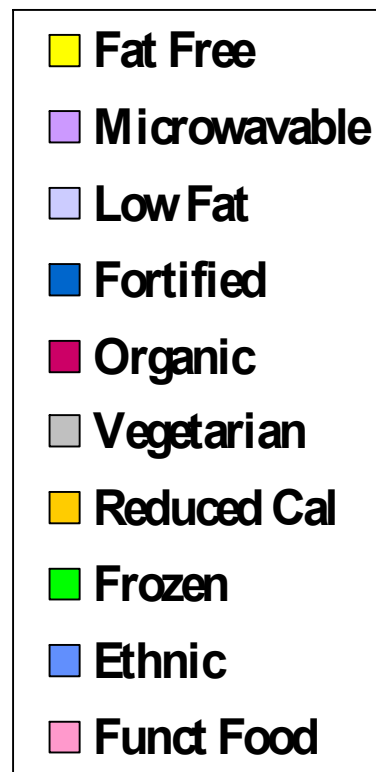 Fat Free
Microwavable
Low Fat
Fortified
Organic
Vegetarian
Reduced Cal
Frozen
Ethnic
Funct Food